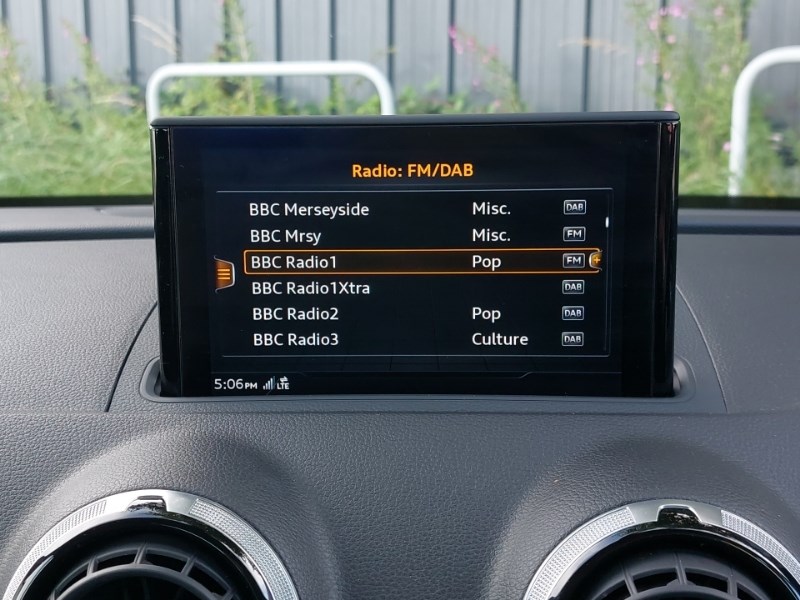 Radio: FM/DAB
BBC Merseyside Misc. DAB
BBC Mrsy Misc. FM
BBC Radio1 Pop FM
BBC Radio1Xtra DAB
BBC Radio2 Pop DAB
BBC Radio3 Culture DAB
5:06PM LTE